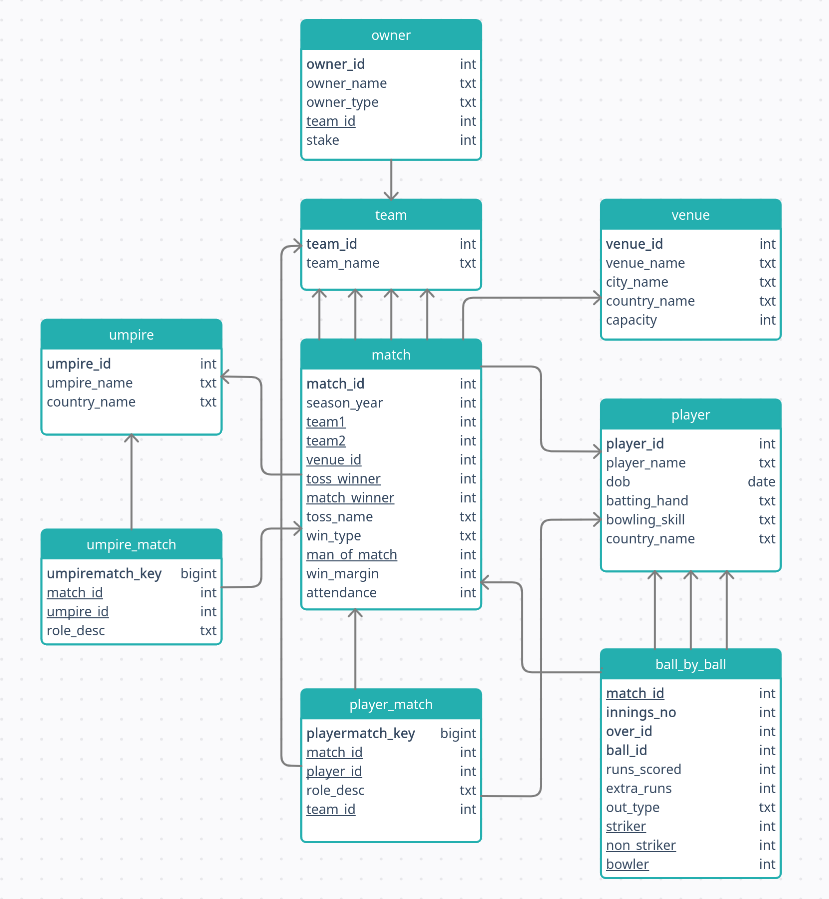 owner
owner_id int
owner_name txt
owner_type txt
team_id int
stake int
team
team_id int
team_name txt
venue
venue_id int
venue_name txt
city_name txt
country_name txt
capacity int
umpire
umpire_id int
umpire_name txt
country_name txt
match
match_id int
season_year int
team1 int
team2 int
venue_id int
toss_winner int
match_winner int
toss_name txt
win_type txt
man_of_match int
win_margin int
attendance int
player
player_id int
player_name txt
dob date
batting_hand txt
bowling_skill txt
country_name txt
umpire_match
umpirematch_key bigint
match_id int
umpire_id int
role_desc txt
player_match
playermatch_key bigint
match_id int
player_id int
role_desc txt
team_id int
ball_by_ball
match_id int
innings_no int
over_id int
ball_id int
runs_scored int
extra_runs int
out_type txt
striker int
non_striker int
bowler int